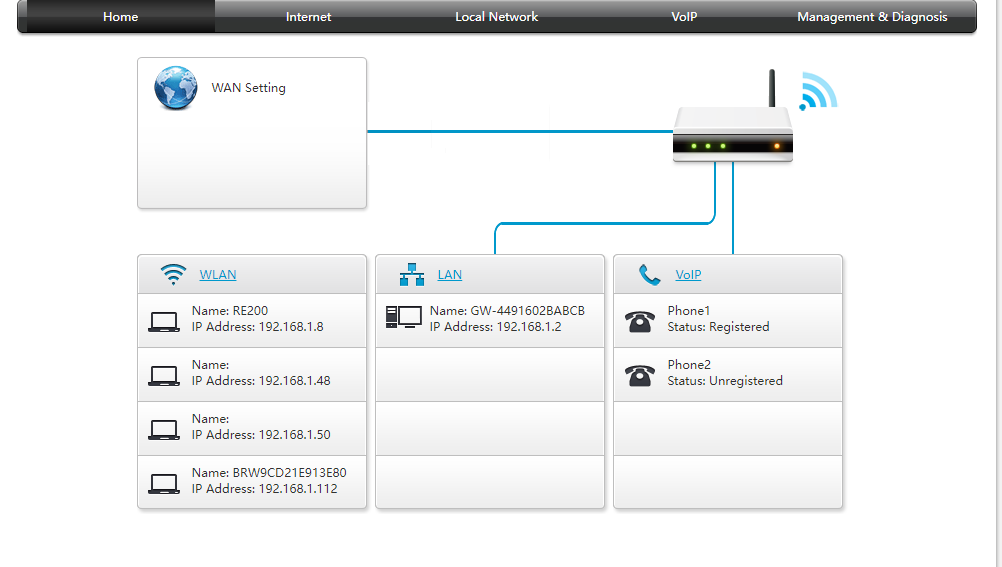 Home
Internet
Local Network
VoIP
Management & Diagnosis
WAN Setting
WLAN
Name: RE200
IP Address: 192.168.1.8
Name:
IP Address: 192.168.1.48
Name:
IP Address: 192.168.1.50
Name: BRW9CD21E913E80
IP Address: 192.168.1.112
LAN
Name: GW-4491602BABCB
IP Address: 192.168.1.2
VoIP
Phone1
Status: Registered
Phone2
Status: Unregistered